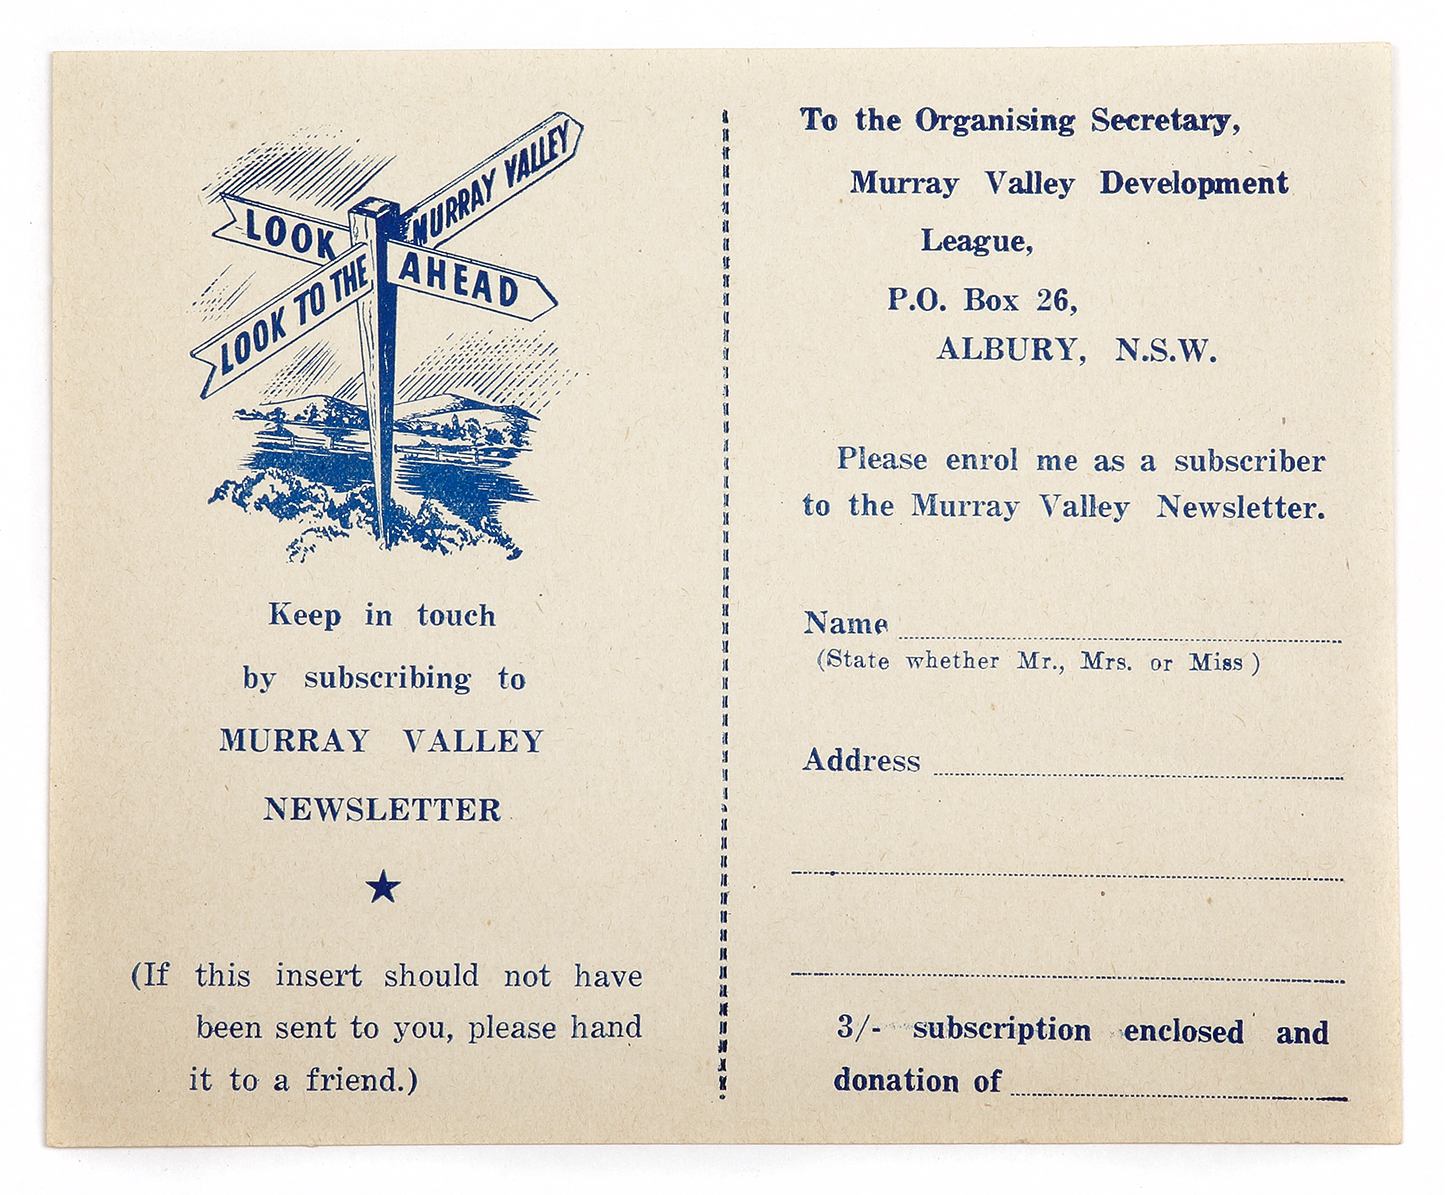 LOOK AHEAD
LOOK TO THE MURRAY VALLEY
Keep in touch
by subscribing to
MURRAY VALLEY
NEWSLETTER
(If this insert should not have
been sent to you, please hand
it to a friend.)
To the Organising Secretary,
Murray Valley Development
League,
P.O. Box 26,
ALBURY, N.S.W.
Please enrol me as a subscriber
to the Murray Valley Newsletter.
Name
(State whether Mr., Mrs. or Miss)
Address
3/- subscription enclosed and
donation of